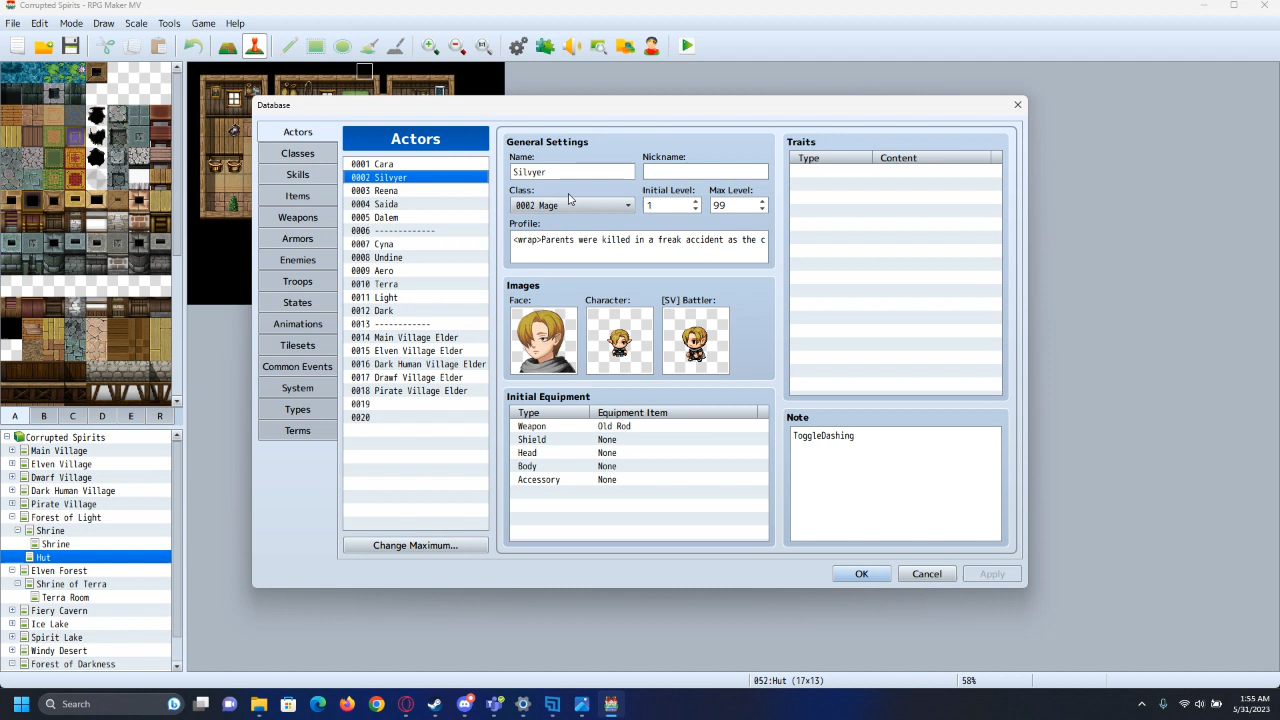 Corrupted Spirits - RPG Maker MV
File Edit Mode Draw Scale Tools Game Help
1:1
Database
Actors
Classes
Skills
Items
Weapons
Armors
Enemies
Troops
States
Animations
Tilesets
Common Events
System
Types
Terms
Actors
0001 Cara
0002 Silvyer
0003 Reena
0004 Saida
0005 Dalem
0006 -------------
0007 Cyna
0008 Undine
0009 Aero
0010 Terra
0011 Light
0012 Dark
0013 ------------
0014 Main Village Elder
0015 Elven Village Elder
0016 Dark Human Village Elder
0017 Drawf Village Elder
0018 Pirate Village Elder
0019
0020
Change Maximum...
General Settings
Name: Nickname:
Silvyer
Class: Initial Level: Max Level:
0002 Mage 1 99
Profile:
<wrap>Parents were killed in a freak accident as the c
Images
Face: Character: [SV] Battler:
Initial Equipment
Type Equipment Item
Weapon Old Rod
Shield None
Head None
Body None
Accessory None
Traits
Type Content
Note
ToggleDashing
OK Cancel Apply
A B C D E R
Corrupted Spirits
Main Village
Elven Village
Dwarf Village
Dark Human Village
Pirate Village
Forest of Light
Shrine
Shrine
Hut
Elven Forest
Shrine of Terra
Terra Room
Fiery Cavern
Ice Lake
Spirit Lake
Windy Desert
Forest of Darkness
052:Hut (17×13) 58%
Search
1:55 AM
5/31/2023